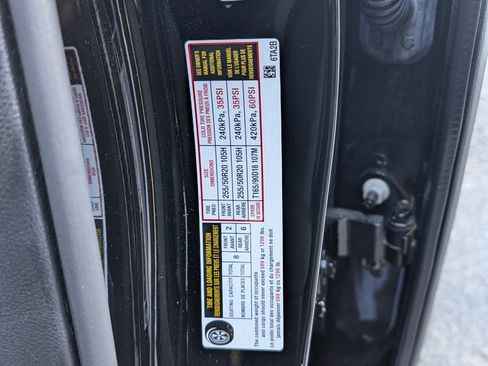 TIRE AND LOADING INFORMATION
RENSEIGNEMENTS SUR LES PNEUS ET LE CHARGEMENT
SEATING CAPACITY TOTAL 8 FRONT 2
AVANT
NOMBRE DE PLACES TOTAL REAR 6
ARRIÈRE
The combined weight of occupants
and cargo should never exceed 589 kg or 1298 lbs.
Le poids total des occupants et du chargement ne doit
jamais dépasser 589 kg ou 1298 lb.
TIRE SIZE COLD TIRE PRESSURE
PNEU DIMENSIONS PRESSION DES PNEUS À FROID
FRONT 255/50R20 105H 240kPa, 35PSI
AVANT
REAR 255/50R20 105H 240kPa, 35PSI
ARRIÈRE
SPARE T165/90D18 107M 420kPa, 60PSI
DE SECOURS
SEE OWNER'S
MANUAL FOR
ADDITIONAL
INFORMATION
VOIR LE MANUEL
DE L'USAGER
POUR PLUS DE
RENSEIGNEMENTS
6TA2B